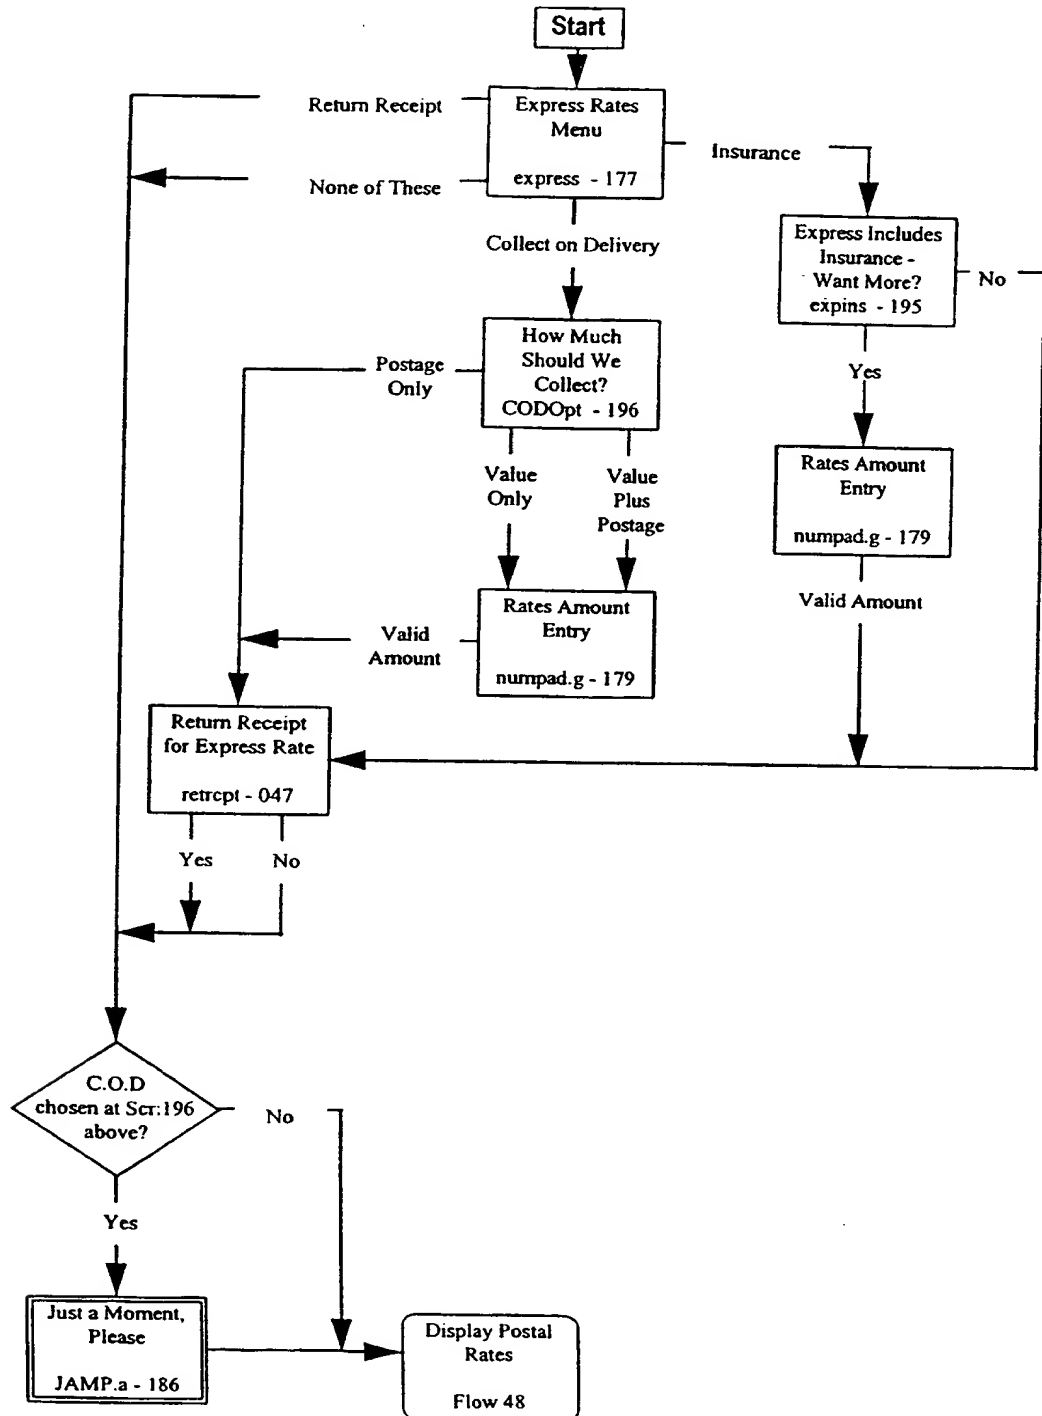 Start
Return Receipt
Express Rates
Menu
express - 177
Insurance
None of These
Collect on Delivery
Express Includes
Insurance -
Want More?
expins - 195
No
How Much
Should We
Collect?
CODOpt - 196
Postage
Only
Yes
Value
Only
Value
Plus
Postage
Rates Amount
Entry
numpad.g - 179
Valid Amount
Rates Amount
Entry
numpad.g - 179
Valid
Amount
Return Receipt
for Express Rate
retrcpt - 047
Yes
No
C.O.D
chosen at Scr:196
above?
No
Yes
Just a Moment,
Please
JAMP.a - 186
Display Postal
Rates
Flow 48